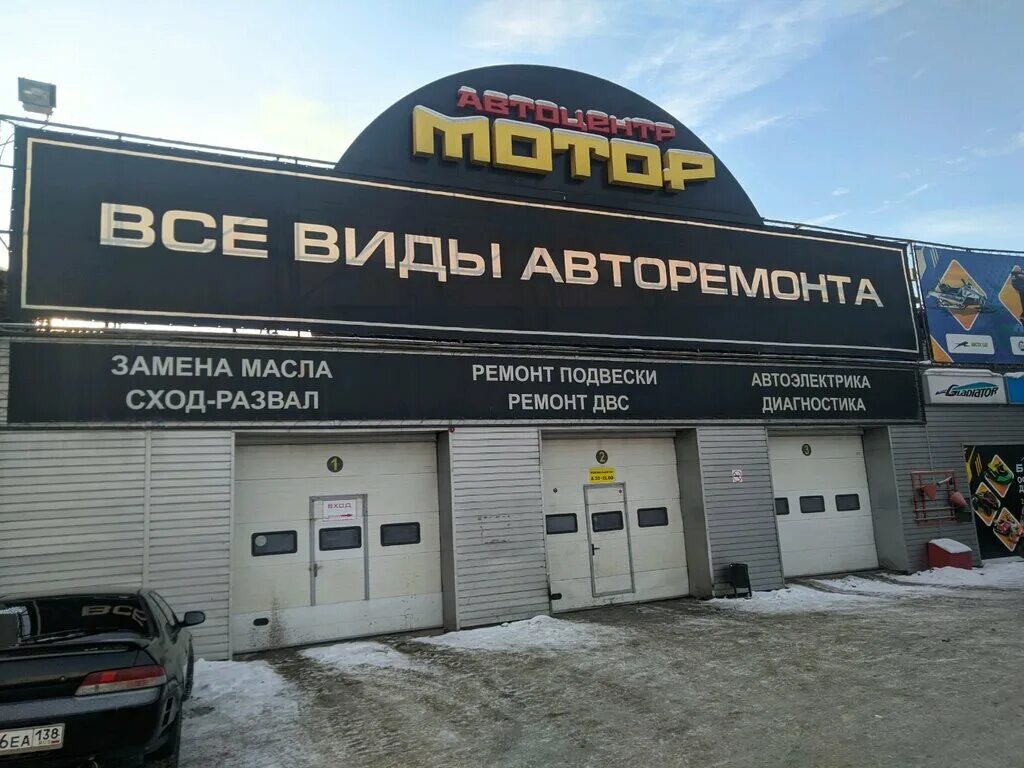 АВТОЦЕНТР
МОТОР
ВСЕ ВИДЫ АВТОРЕМОНТА
ЗАМЕНА МАСЛА
СХОД-РАЗВАЛ
РЕМОНТ ПОДВЕСКИ
РЕМОНТ ДВС
АВТОЭЛЕКТРИКА
ДИАГНОСТИКА
GLADIATOR
1
2
3
ВХОД
ВСЕ
6ЕА 138